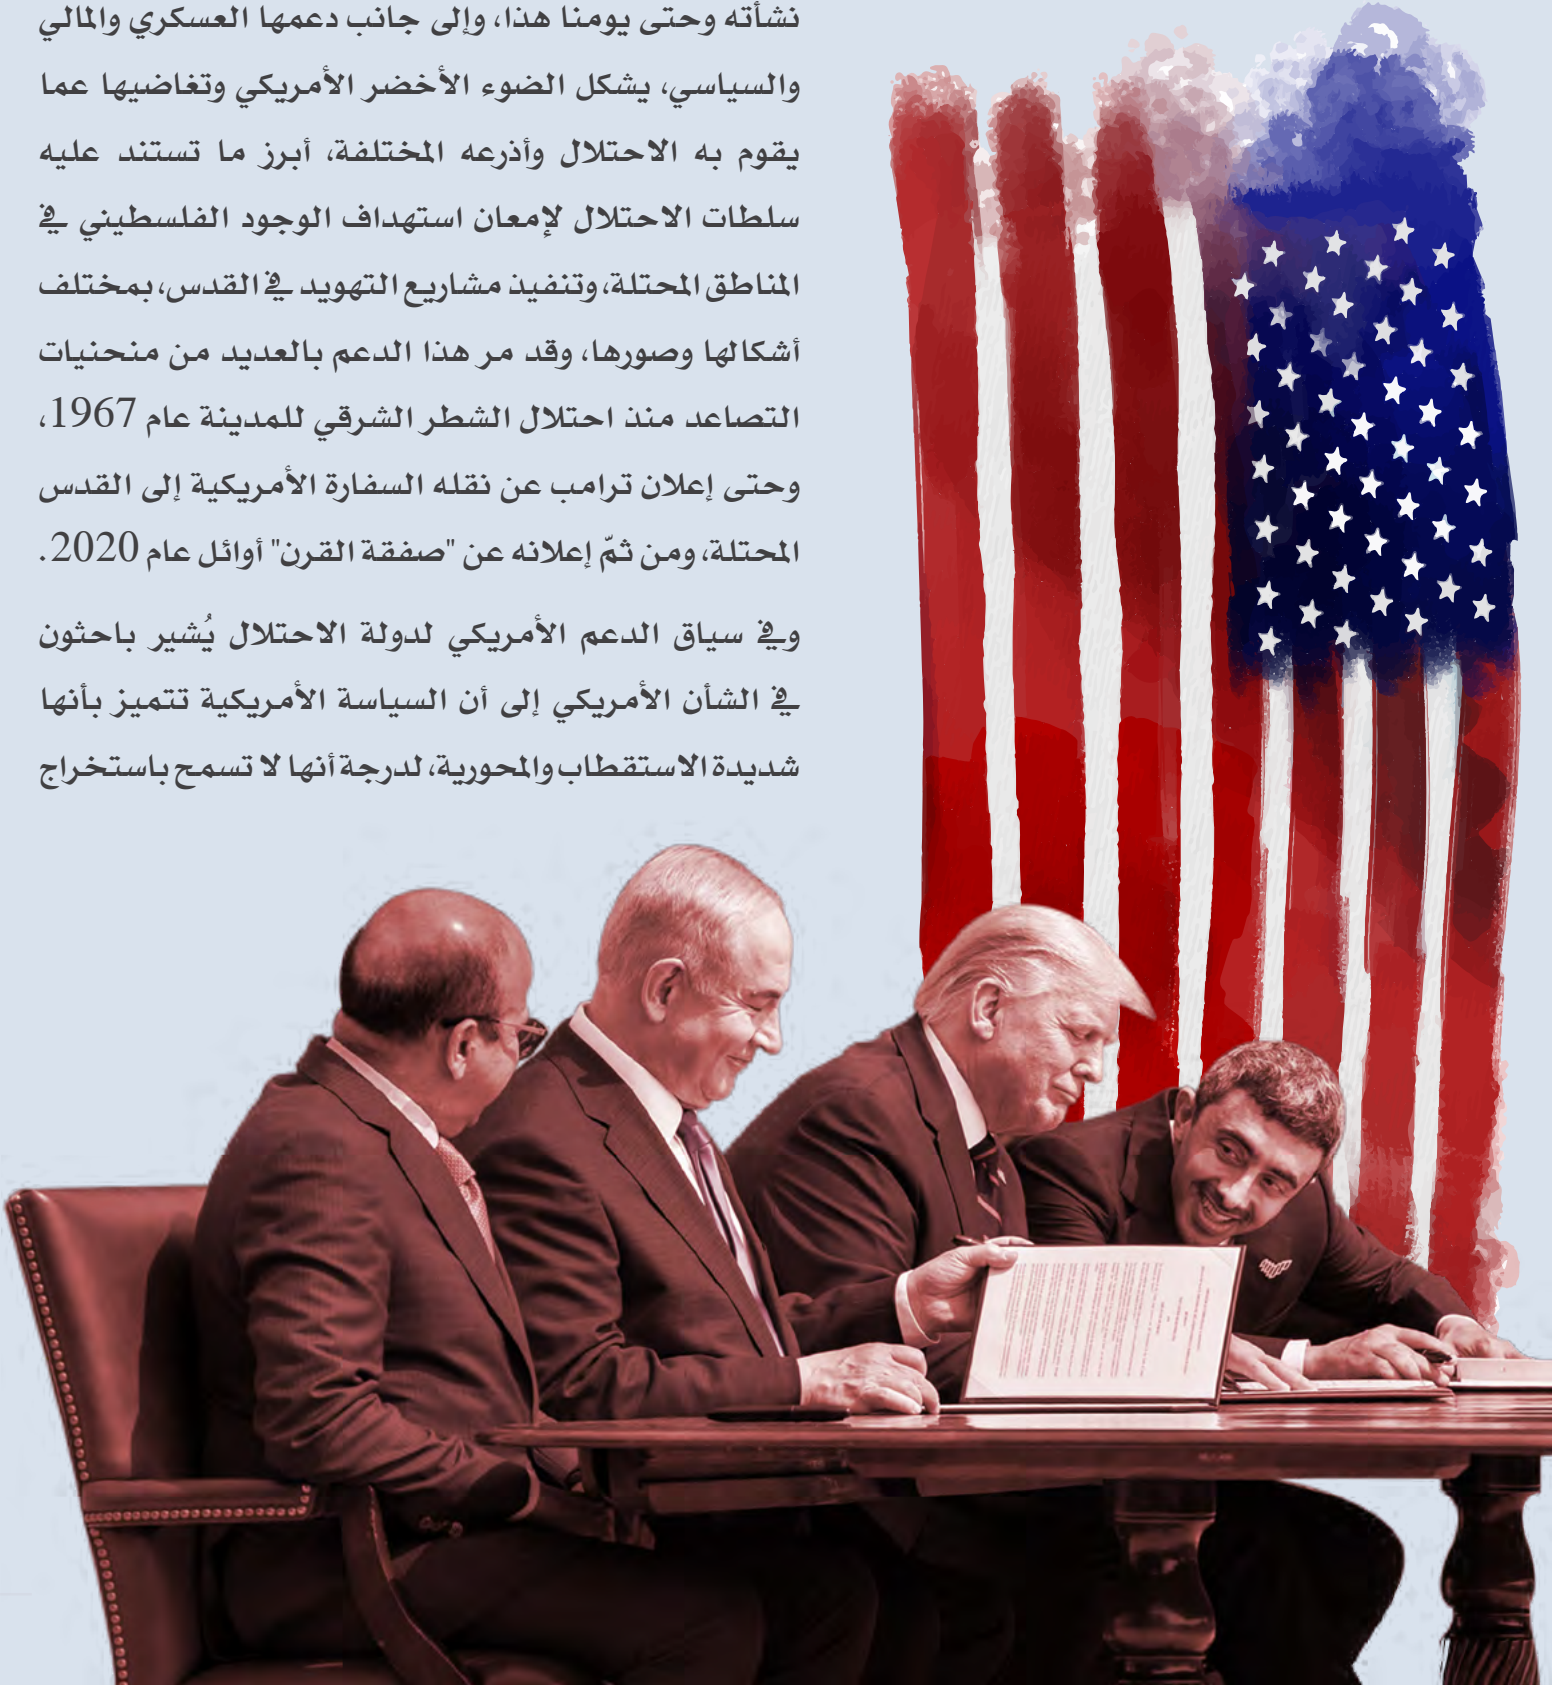 نشأته وحتى يومنا هذا، وإلى جانب دعمها العسكري والمالي
والسياسي، يشكل الضوء الأخضر الأمريكي وتغاضيها عما
يقوم به الاحتلال وأذرعه المختلفة، أبرز ما تستند عليه
سلطات الاحتلال لإمعان استهداف الوجود الفلسطيني في
المناطق المحتلة، وتنفيذ مشاريع التهويد في القدس، بمختلف
أشكالها وصورها، وقد مر هذا الدعم بالعديد من منحنيات
التصاعد منذ احتلال الشطر الشرقي للمدينة عام 1967،
وحتى إعلان ترامب عن نقله السفارة الأمريكية إلى القدس
المحتلة، ومن ثمّ إعلانه عن "صفقة القرن" أوائل عام 2020.
وفي سياق الدعم الأمريكي لدولة الاحتلال يُشير باحثون
في الشأن الأمريكي إلى أن السياسة الأمريكية تتميز بأنها
شديدة الاستقطاب والمحورية، لدرجة أنها لا تسمح باستخراج